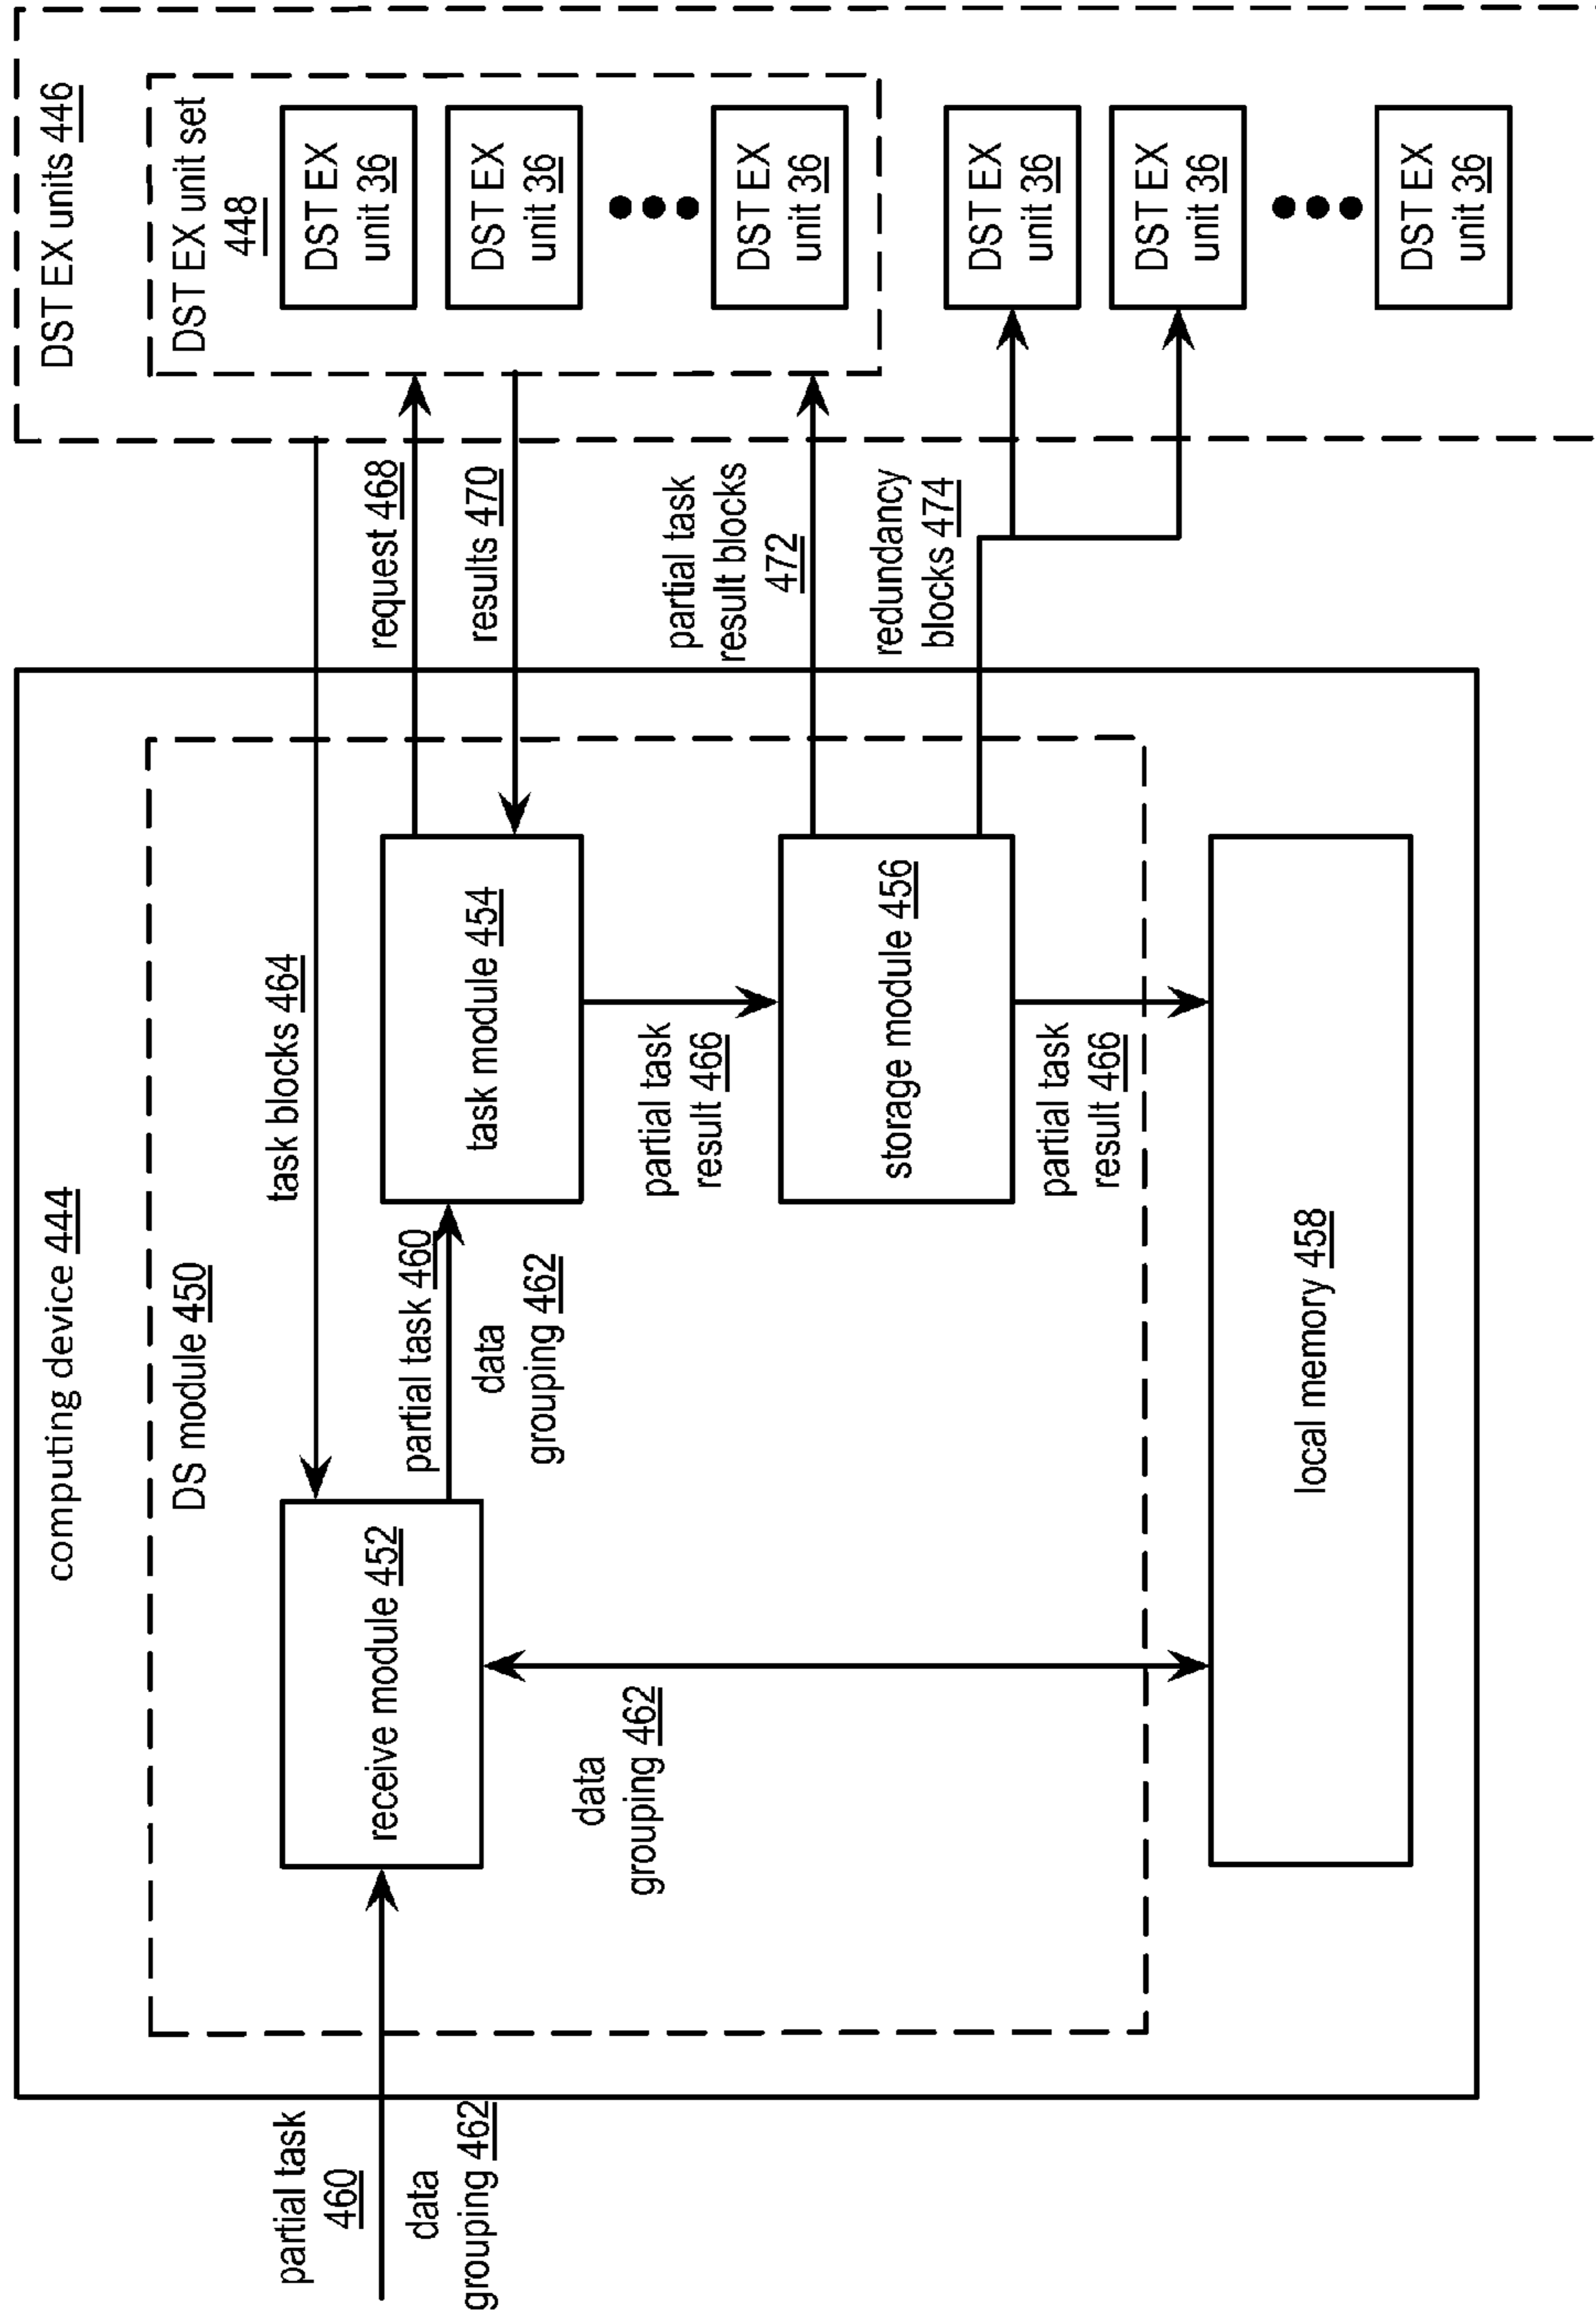 computing device 444
DS module 450
partial task
460
data
grouping 462
receive module 452
data
grouping 462
task blocks 464
partial task 460
data
grouping 462
task module 454
partial task
result 466
storage module 456
partial task
result 466
local memory 458
request 468
results 470
partial task
result blocks
472
redundancy
blocks 474
DST EX units 446
DST EX unit set
448
DST EX
unit 36
DST EX
unit 36
DST EX
unit 36
DST EX
unit 36
DST EX
unit 36
DST EX
unit 36